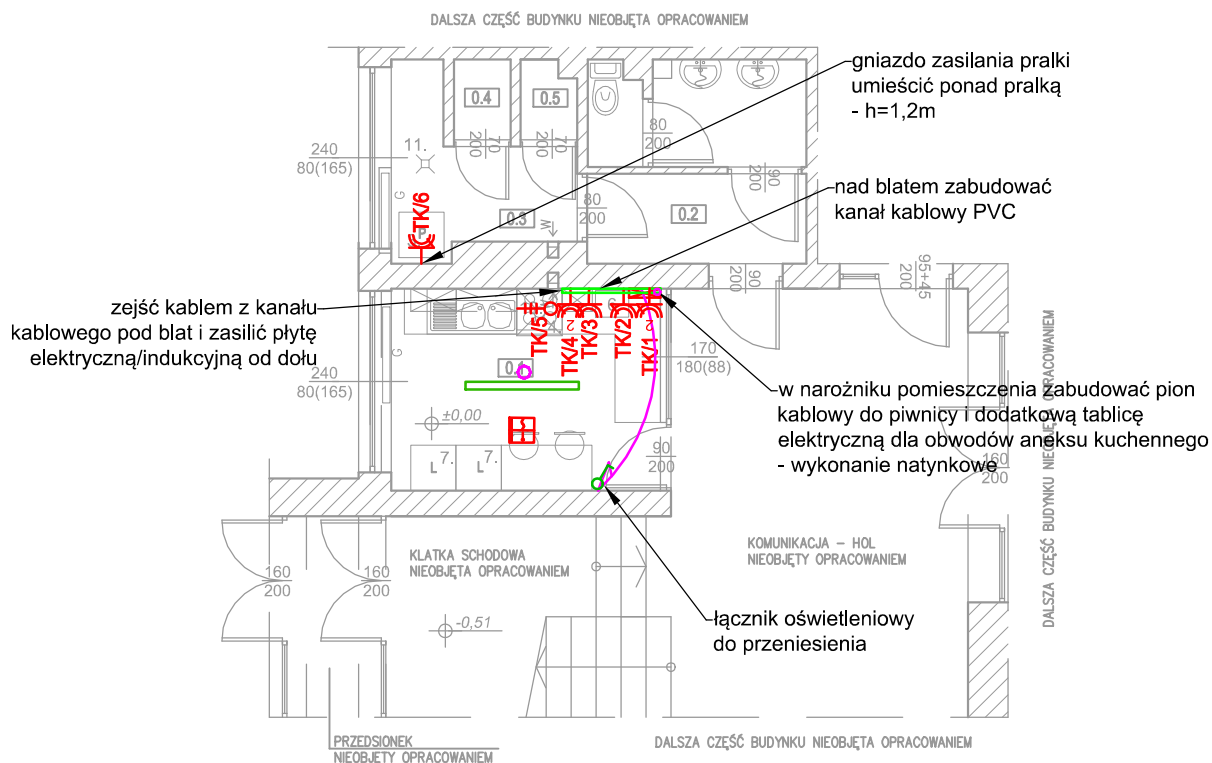 DALSZA CZĘŚĆ BUDYNKU NIEOBJĘTA OPRACOWANIEM
gniazdo zasilania pralki
umieścić ponad pralką
- h=1,2m
0.4
0.5
80
200
70
200
70
200
240
80(165)
11.
G
TK/6
P
0.3
W
80
200
0.2
90
200
nad blatem zabudować
kanał kablowy PVC
90
200
95+45
200
zejść kablem z kanału
kablowego pod blat i zasilić płytę
elektryczną/indukcyjną od dołu
TK/5
TK/4
2
TK/3
TK/2
TK/1
2
G
G
170
180(88)
240
80(165)
0.1
±0,00
w narożniku pomieszczenia zabudować pion
kablowy do piwnicy i dodatkową tablicę
elektryczną dla obwodów aneksu kuchennego
- wykonanie natynkowe
L
7.
L
7.
90
200
160
200
DALSZA CZĘŚĆ BUDYNKU NIEOBJĘTA OPRACOWANIEM
KLATKA SCHODOWA
NIEOBJĘTA OPRACOWANIEM
KOMUNIKACJA – HOL
NIEOBJĘTY OPRACOWANIEM
160
200
160
200
-0,51
łącznik oświetleniowy
do przeniesienia
PRZEDSIONEK
NIEOBJĘTY OPRACOWANIEM
DALSZA CZĘŚĆ BUDYNKU NIEOBJĘTA OPRACOWANIEM